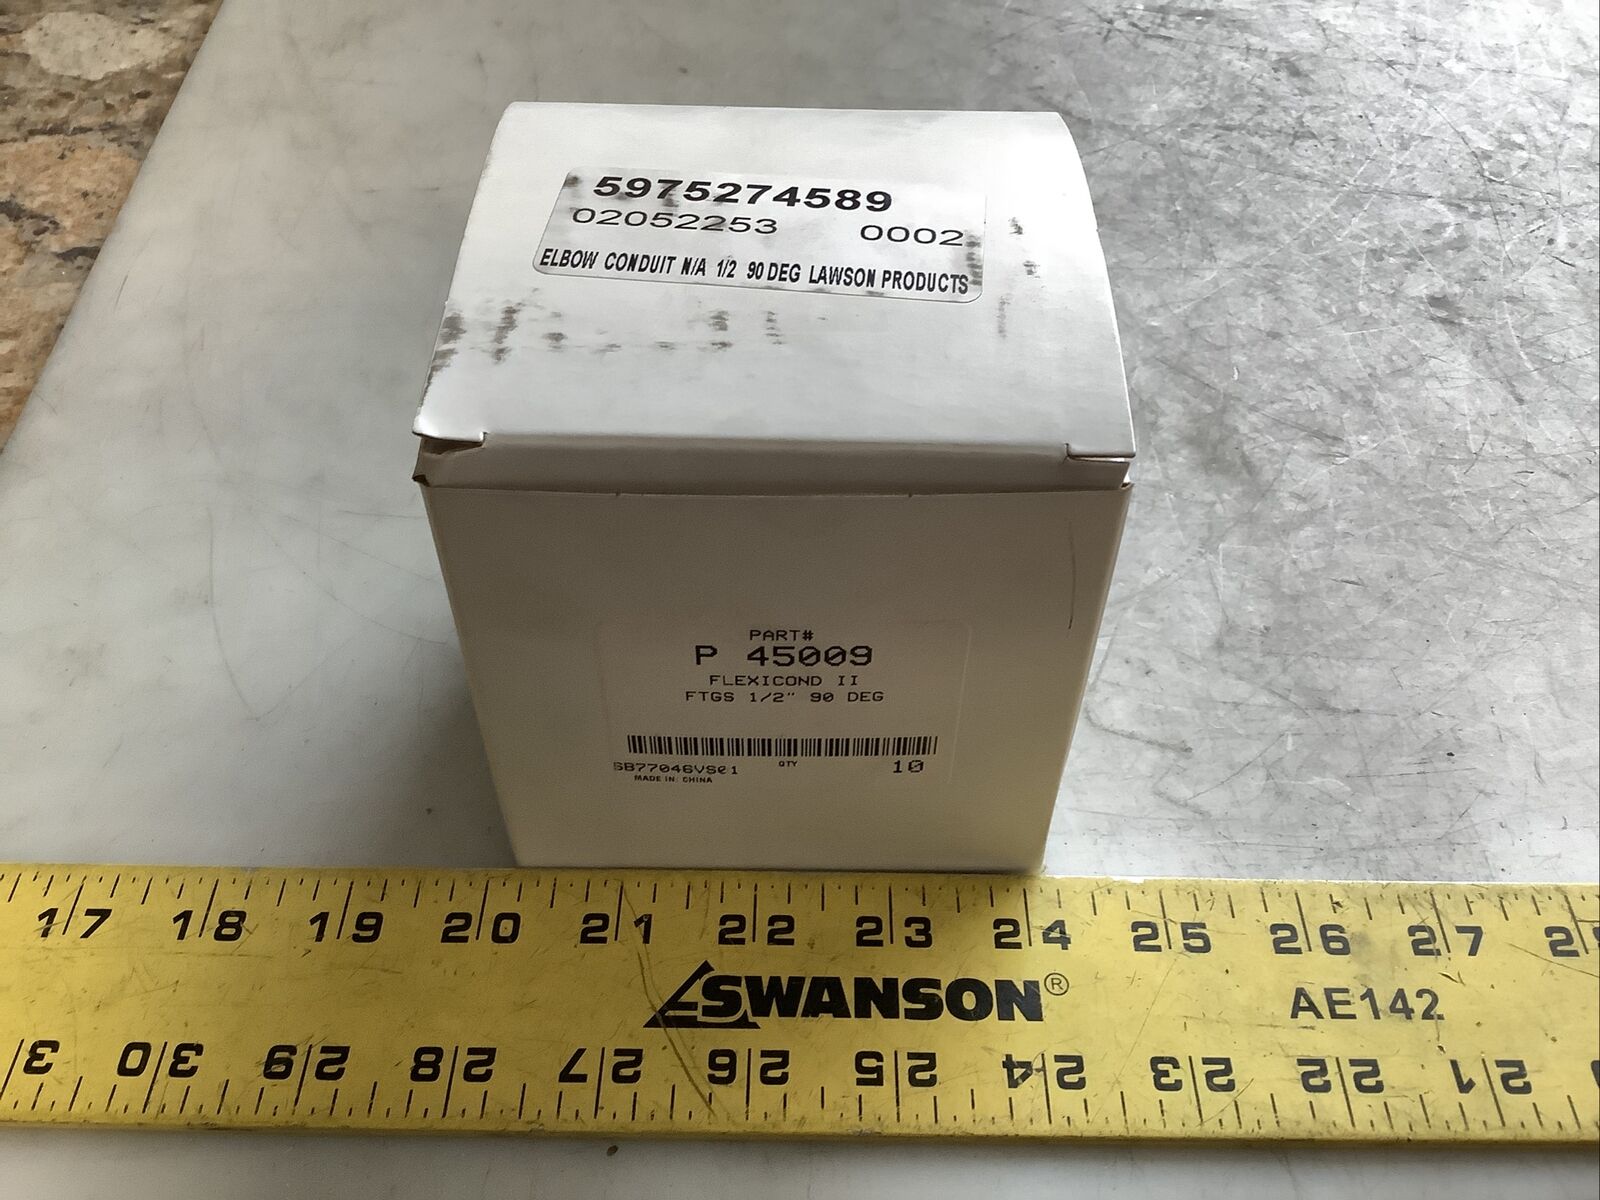 5975274589
02052253 0002
ELBOW CONDUIT N/A 1/2 90 DEG LAWSON PRODUCTS
PART#
P 45009
FLEXICOND II
FTGS 1/2" 90 DEG
QTY
SB77046VS01 10
MADE IN: CHINA
17 18 19 20 21 22 23 24 25 26 27
SWANSON® AE142
30 29 28 27 26 25 24 23 22 21